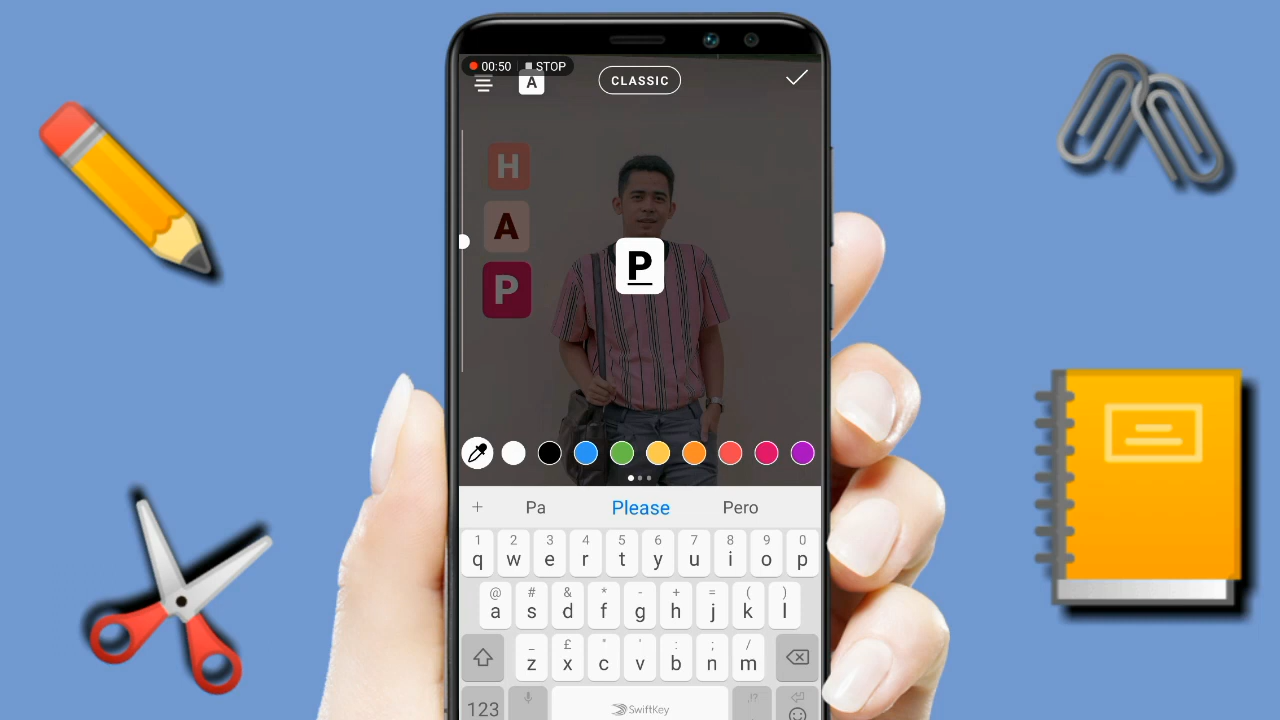 00:50 STOP
A CLASSIC
H
A
P
P
Pa Please Pero
1 2 3 4 5 6 7 8 9 0
q w e r t y u i o p
@ # & * - + = ( )
a s d f g h j k l
_ £ " ' : ; /
z x c v b n m
,!?
123 SwiftKey